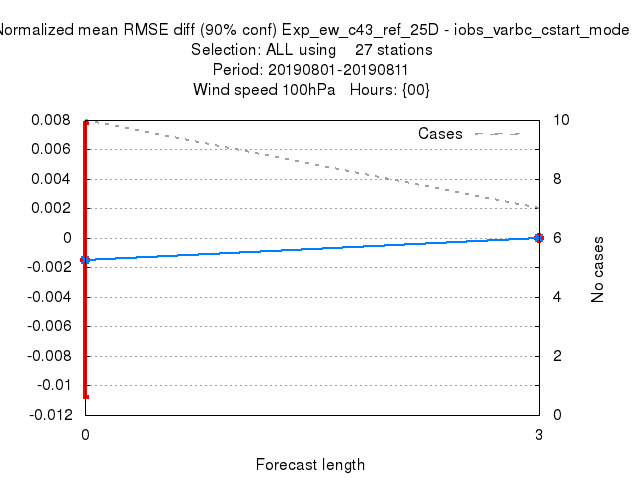 Normalized mean RMSE diff (90% conf) Exp_ew_c43_ref_25D - iobs_varbc_cstart_mode
Selection: ALL using 27 stations
Period: 20190801-20190811
Wind speed 100hPa Hours: {00}
Cases
0.008
0.006
0.004
0.002
0
-0.002
-0.004
-0.006
-0.008
-0.01
-0.012
10
8
6
4
2
0
No cases
0
3
Forecast length